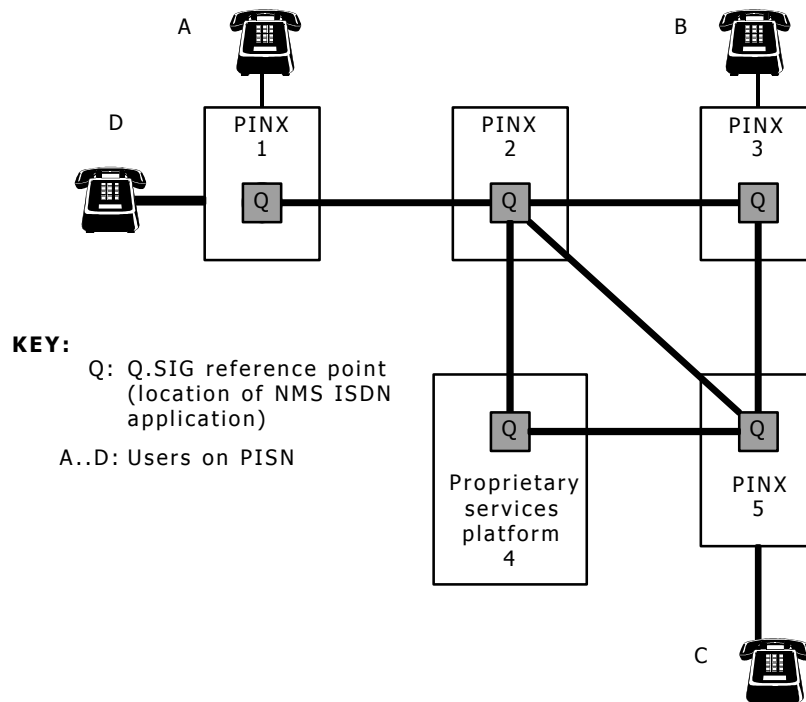 A
B
D
PINX
1
PINX
2
PINX
3
Q
Q
Q
KEY:
Q: Q.SIG reference point
(location of NMS ISDN
application)
A..D: Users on PISN
Q
Q
Proprietary
services
platform
4
PINX
5
C